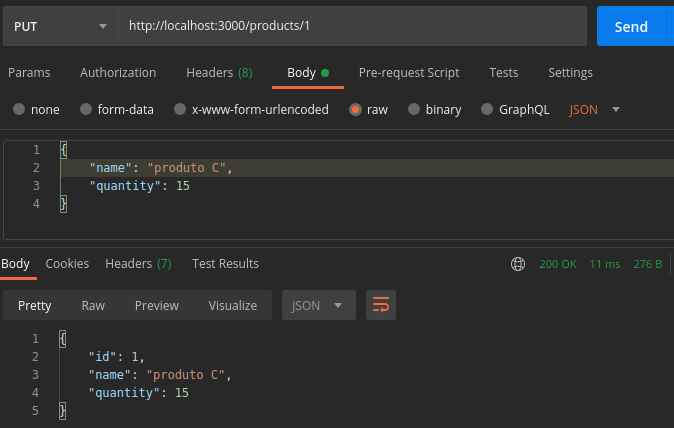 PUT http://localhost:3000/products/1 Send
Params Authorization Headers (8) Body Pre-request Script Tests Settings
none form-data x-www-form-urlencoded raw binary GraphQL JSON
1 {
2 "name": "produto C",
3 "quantity": 15
4 }
Body Cookies Headers (7) Test Results 200 OK 11 ms 276 B
Pretty Raw Preview Visualize JSON
1 {
2 "id": 1,
3 "name": "produto C",
4 "quantity": 15
5 }